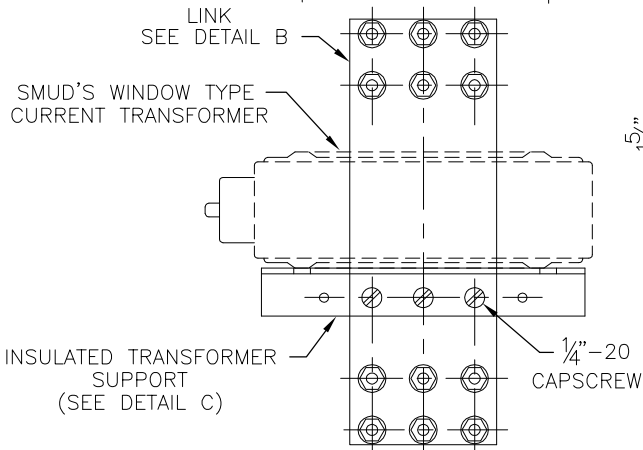 LINK
SEE DETAIL B
SMUD'S WINDOW TYPE
CURRENT TRANSFORMER
INSULATED TRANSFORMER
SUPPORT
(SEE DETAIL C)
1/4"-20
CAPSCREW